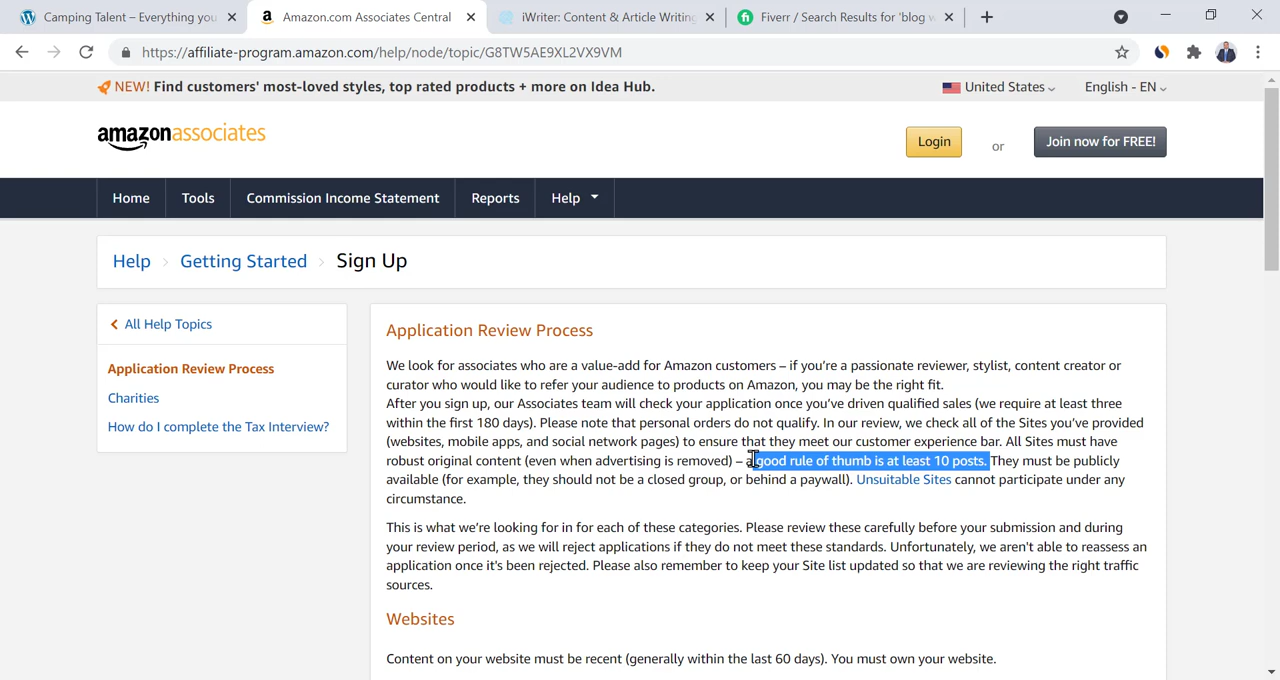 Camping Talent – Everything you
Amazon.com Associates Central
iWriter: Content & Article Writing
Fiverr / Search Results for 'blog w
https://affiliate-program.amazon.com/help/node/topic/G8TW5AE9XL2VX9VM
NEW! Find customers' most-loved styles, top rated products + more on Idea Hub.
United States
English - EN
amazonassociates
Login
or
Join now for FREE!
Home
Tools
Commission Income Statement
Reports
Help
Help
Getting Started
Sign Up
All Help Topics
Application Review Process
Charities
How do I complete the Tax Interview?
Application Review Process
We look for associates who are a value-add for Amazon customers – if you're a passionate reviewer, stylist, content creator or
curator who would like to refer your audience to products on Amazon, you may be the right fit.
After you sign up, our Associates team will check your application once you've driven qualified sales (we require at least three
within the first 180 days). Please note that personal orders do not qualify. In our review, we check all of the Sites you've provided
(websites, mobile apps, and social network pages) to ensure that they meet our customer experience bar. All Sites must have
robust original content (even when advertising is removed) – a good rule of thumb is at least 10 posts. They must be publicly
available (for example, they should not be a closed group, or behind a paywall). Unsuitable Sites cannot participate under any
circumstance.
This is what we're looking for in for each of these categories. Please review these carefully before your submission and during
your review period, as we will reject applications if they do not meet these standards. Unfortunately, we aren't able to reassess an
application once it's been rejected. Please also remember to keep your Site list updated so that we are reviewing the right traffic
sources.
Websites
Content on your website must be recent (generally within the last 60 days). You must own your website.